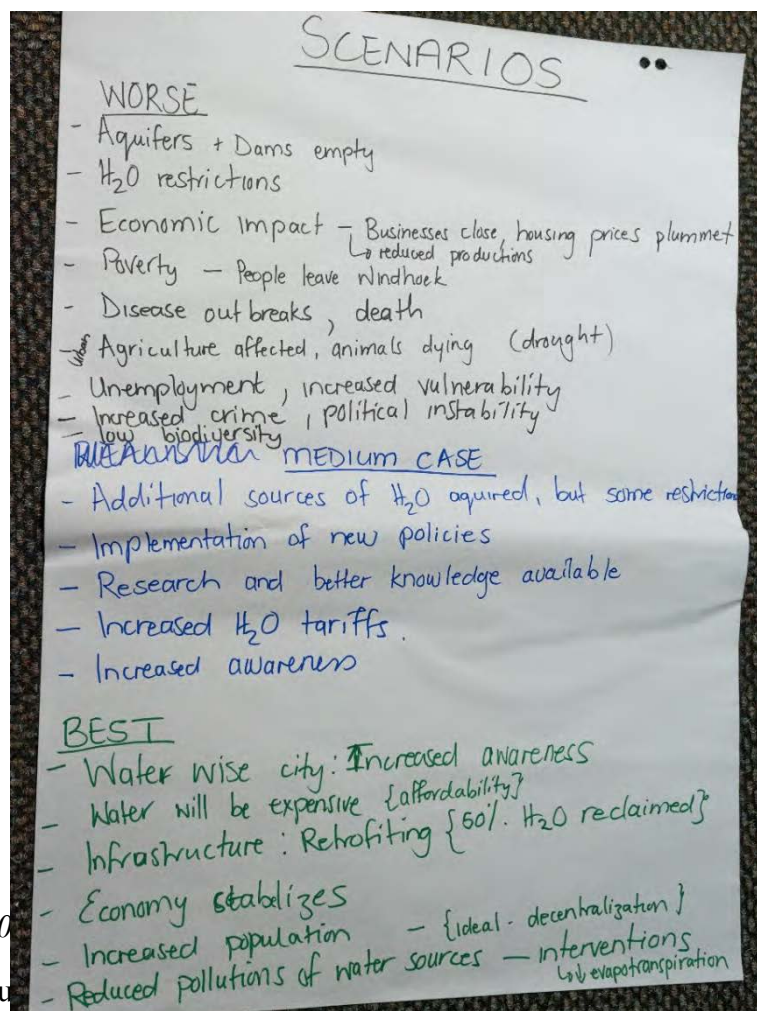 SCENARIOS
WORSE
- Aquifers + Dams empty
- H₂O restrictions
- Economic impact - Businesses close, housing prices plummet
↳ reduced productions
- Poverty - People leave Windhoek
- Disease out breaks, death
- Urban Agriculture affected, animals dying (drought)
- Unemployment, increased vulnerability
- Increased crime, political instability
- low biodiversity
MEDIUM CASE
- Additional sources of H₂O aquired, but some restriction
- Implementation of new policies
- Research and better knowledge available
- Increased H₂O tariffs.
- Increased awareness
BEST
- Water wise city: Increased awareness
- Water will be expensive {affordability}
- Infrastructure: Retrofiting {50%. H₂O reclaimed}
- Economy stabelizes
- Increased population - {ideal - decentralization}
- Reduced pollutions of water sources - interventions
↳↓ evapotranspiration